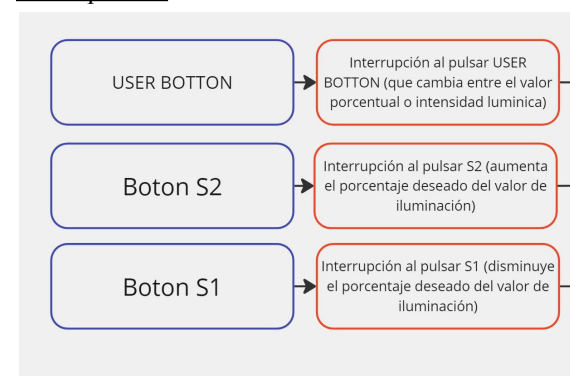 USER BOTTON
Interrupción al pulsar USER
BOTTON (que cambia entre el valor
porcentual o intensidad luminica)
Boton S2
Interrupción al pulsar S2 (aumenta
el porcentaje deseado del valor de
iluminación)
Boton S1
Interrupción al pulsar S1 (disminuye
el porcentaje deseado del valor de
iluminación)